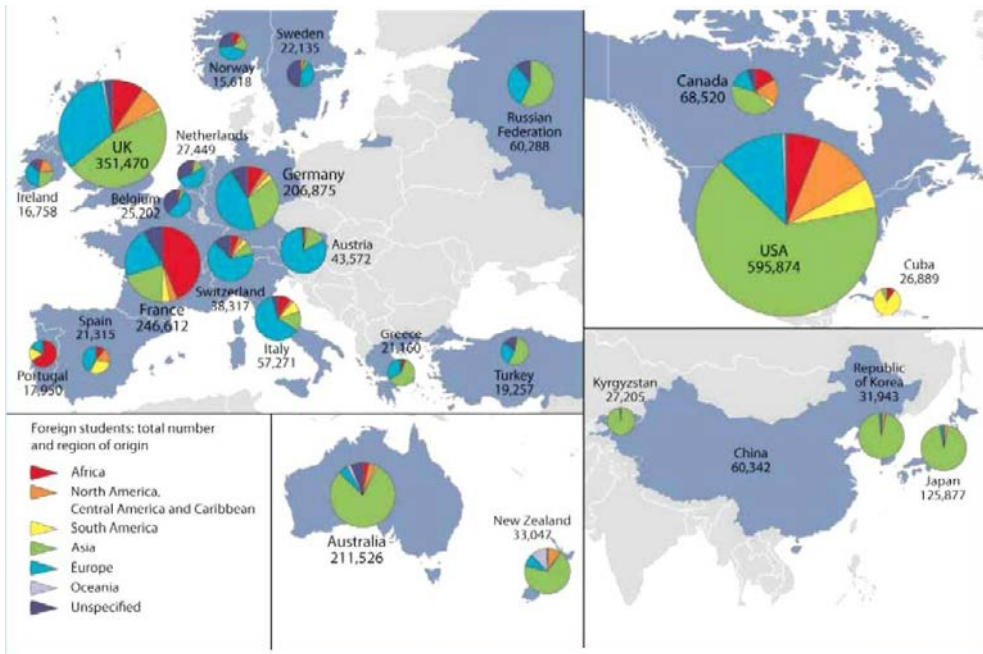 Sweden
22,135
Norway
15,618
UK
351,470
Netherlands
27,449
Ireland
16,758
Belgium
25,202
Germany
206,875
Russian
Federation
60,288
Austria
43,572
France
246,612
Switzerland
38,317
Spain
21,315
Portugal
17,950
Italy
57,271
Greece
21,160
Turkey
19,257
Canada
68,520
USA
595,874
Cuba
26,889
Foreign students: total number
and region of origin
Africa
North America,
Central America and Caribbean
South America
Asia
Europe
Oceania
Unspecified
Australia
211,526
New Zealand
33,047
Kyrgyzstan
27,205
China
60,342
Republic
of Korea
31,943
Japan
125,877